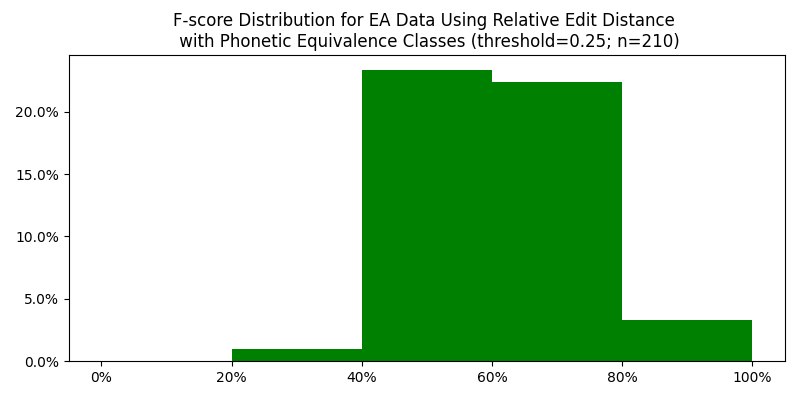 F-score Distribution for EA Data Using Relative Edit Distance
with Phonetic Equivalence Classes (threshold=0.25; n=210)
20.0%
15.0%
10.0%
5.0%
0.0%
0% 20% 40% 60% 80% 100%